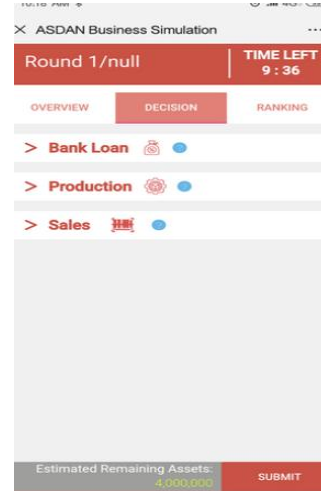 × ASDAN Business Simulation ...
Round 1/null
TIME LEFT
9 : 36
OVERVIEW DECISION RANKING
> Bank Loan
> Production
> Sales
Estimated Remaining Assets:
4,000,000
SUBMIT